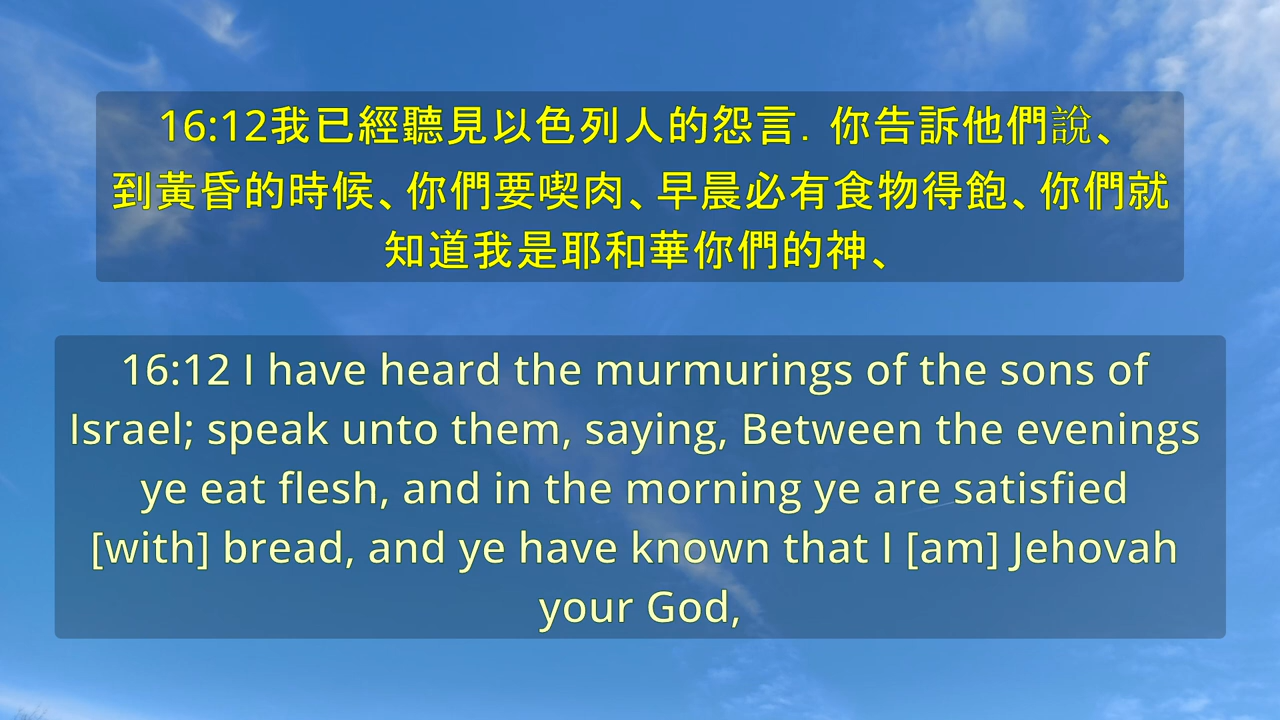 16:12我已經聽見以色列人的怨言．你告訴他們說、
到黃昏的時候、你們要喫肉、早晨必有食物得飽、你們就
知道我是耶和華你們的神、
16:12 I have heard the murmurings of the sons of
Israel; speak unto them, saying, Between the evenings
ye eat flesh, and in the morning ye are satisfied
[with] bread, and ye have known that I [am] Jehovah
your God,